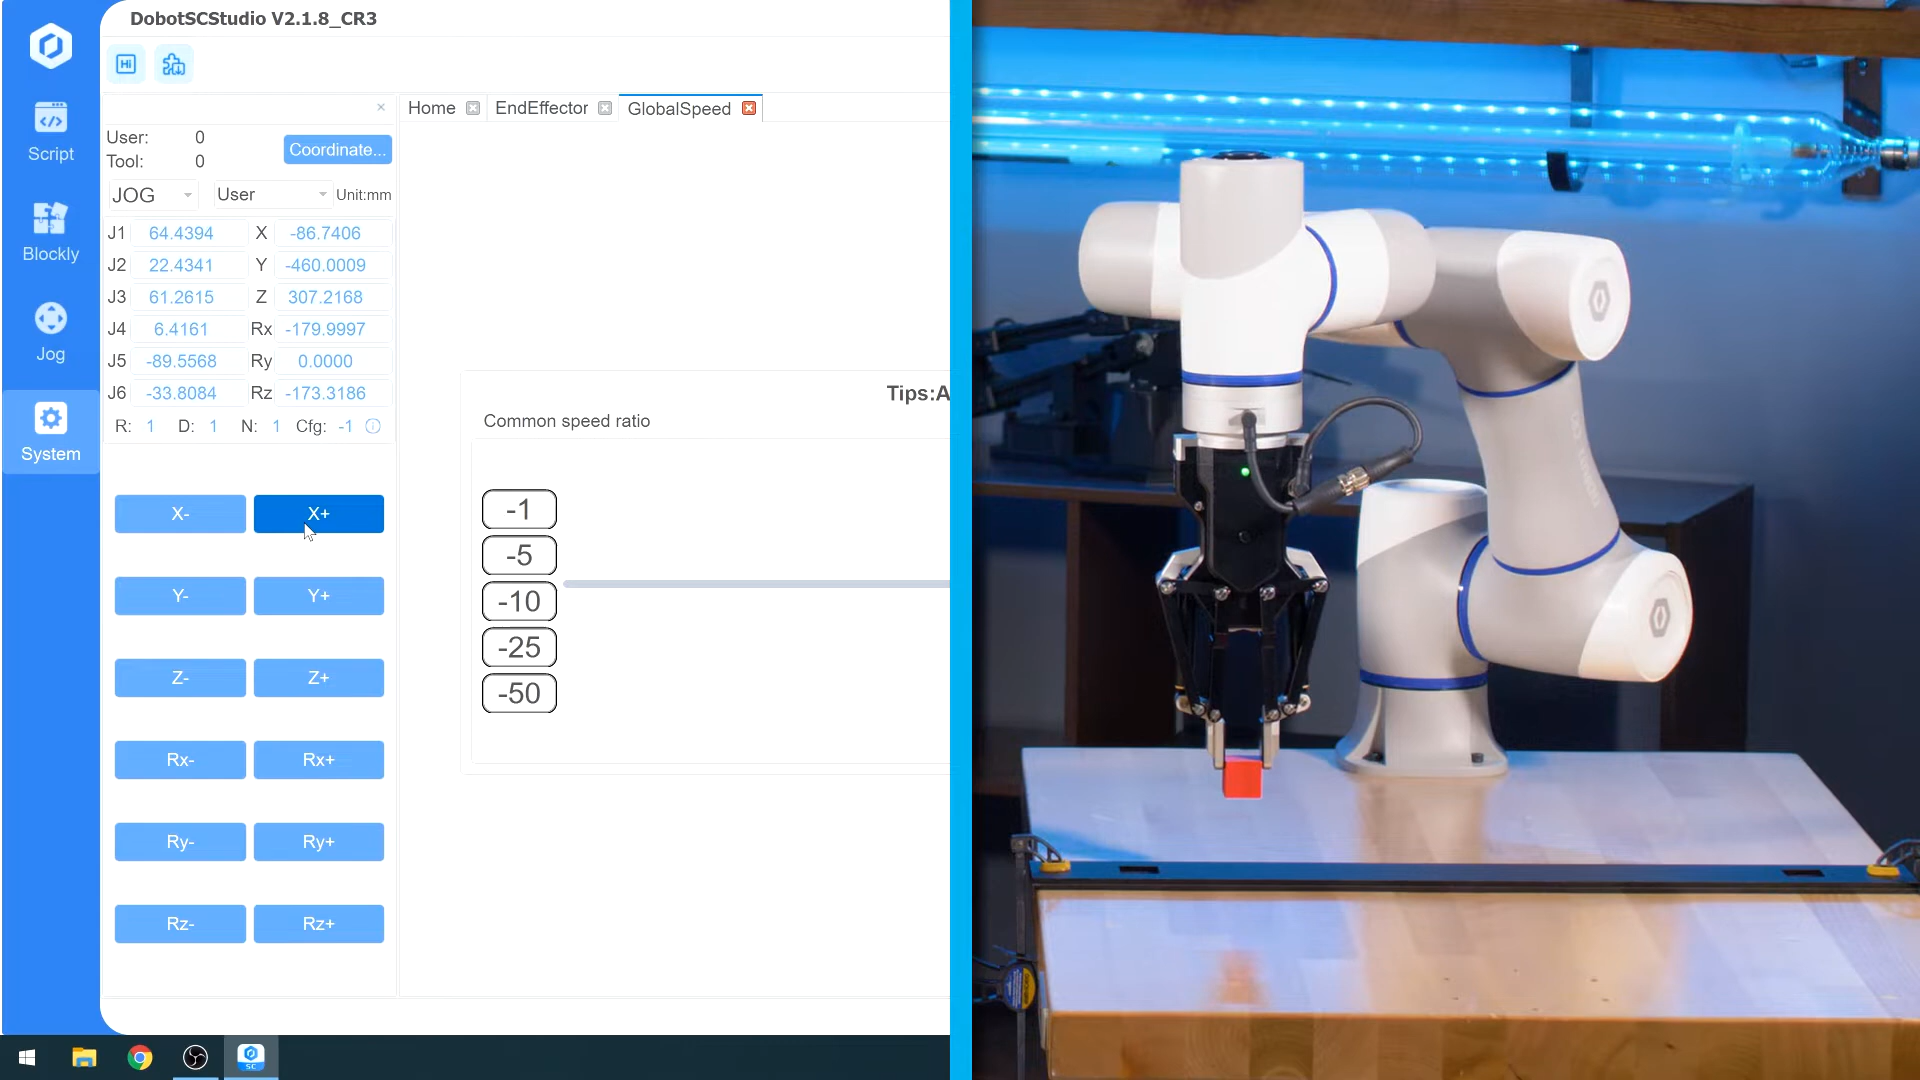 DobotSCStudio V2.1.8_CR3
Hi
Script
Blockly
Jog
System
Home
EndEffector
GlobalSpeed
User: 0
Tool: 0
Coordinate...
JOG
User
Unit:mm
J1 64.4394 X -86.7406
J2 22.4341 Y -460.0009
J3 61.2615 Z 307.2168
J4 6.4161 Rx -179.9997
J5 -89.5568 Ry 0.0000
J6 -33.8084 Rz -173.3186
R: 1 D: 1 N: 1 Cfg: -1
X- X+
Y- Y+
Z- Z+
Rx- Rx+
Ry- Ry+
Rz- Rz+
Tips:A
Common speed ratio
-1
-5
-10
-25
-50
SC